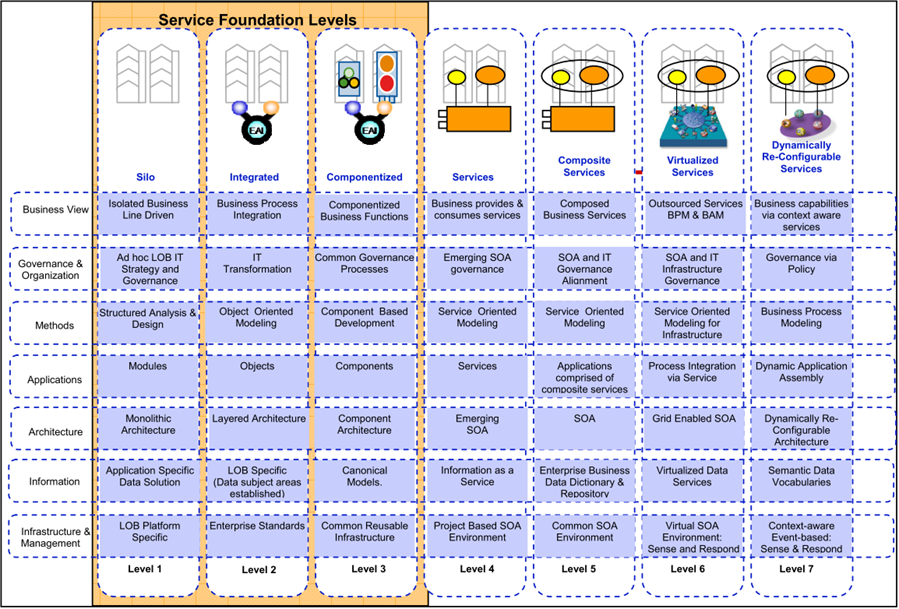 Service Foundation Levels
EAI
EAI
Silo
Integrated
Componentized
Services
Composite
Services
Virtualized
Services
Dynamically
Re-Configurable
Services
Business View
Isolated Business
Line Driven
Business Process
Integration
Componentized
Business Functions
Business provides &
consumes services
Composed
Business Services
Outsourced Services
BPM & BAM
Business capabilities
via context aware
services
Governance &
Organization
Ad hoc LOB IT
Strategy and
Governance
IT
Transformation
Common Governance
Processes
Emerging SOA
governance
SOA and IT
Governance
Alignment
SOA and IT
Infrastructure
Governance
Governance via
Policy
Methods
Structured Analysis &
Design
Object Oriented
Modeling
Component Based
Development
Service Oriented
Modeling
Service Oriented
Modeling
Service Oriented
Modeling for
Infrastructure
Business Process
Modeling
Applications
Modules
Objects
Components
Services
Applications
comprised of
composite services
Process Integration
via Service
Dynamic Application
Assembly
Architecture
Monolithic
Architecture
Layered Architecture
Component
Architecture
Emerging
SOA
SOA
Grid Enabled SOA
Dynamically Re-
Configurable
Architecture
Information
Application Specific
Data Solution
LOB Specific
(Data subject areas
established)
Canonical
Models.
Information as a
Service
Enterprise Business
Data Dictionary &
Repository
Virtualized Data
Services
Semantic Data
Vocabularies
Infrastructure &
Management
LOB Platform
Specific
Enterprise Standards
Common Reusable
Infrastructure
Project Based SOA
Environment
Common SOA
Environment
Virtual SOA
Environment:
Sense and Respond
Context-aware
Event-based:
Sense & Respond
Level 1
Level 2
Level 3
Level 4
Level 5
Level 6
Level 7